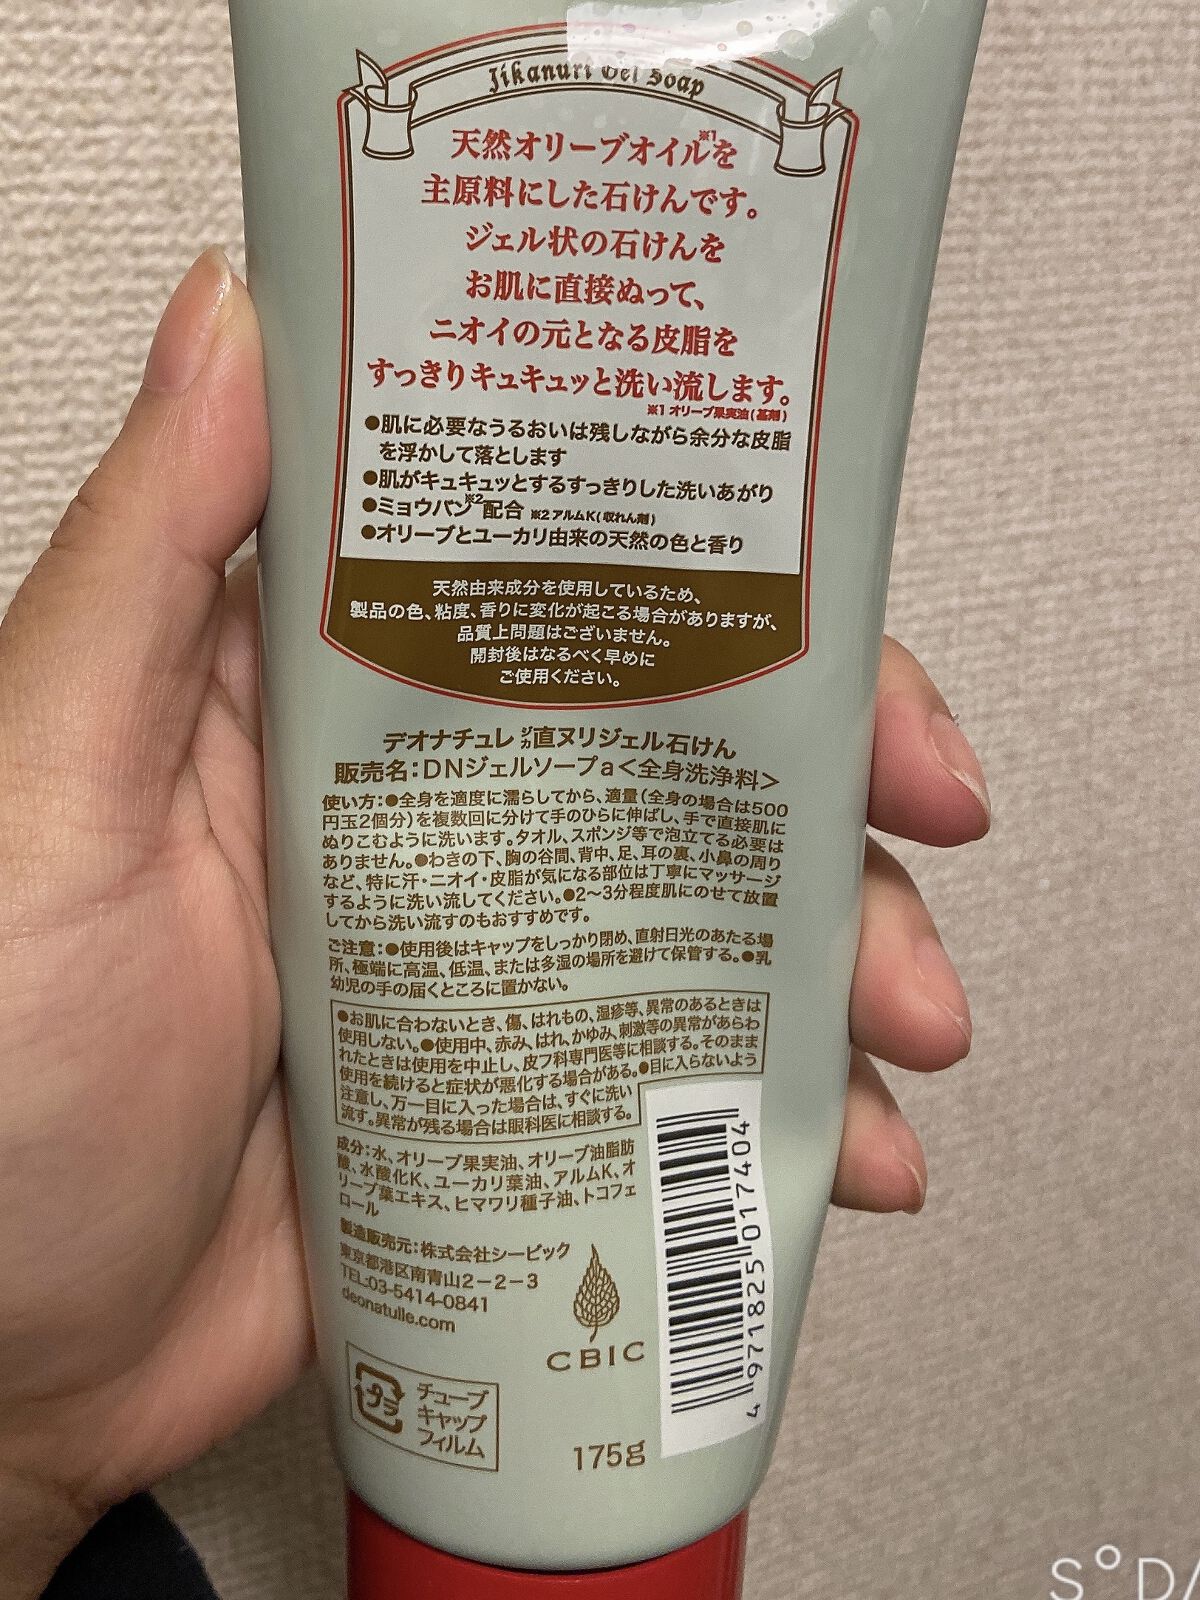 Jikanuri Gel Soap
天然オリーブオイル※1を
主原料にした石けんです。
ジェル状の石けんを
お肌に直接ぬって、
ニオイの元となる皮脂を
すっきりキュキュッと洗い流します。
※1 オリーブ果実油(基剤)
●肌に必要なうるおいは残しながら余分な皮脂
を浮かして落とします
●肌がキュキュッとするすっきりした洗いあがり
●ミョウバン※2配合 ※2 アルムK(収れん剤)
●オリーブとユーカリ由来の天然の色と香り
天然由来成分を使用しているため、
製品の色、粘度、香りに変化が起こる場合がありますが、
品質上問題はございません。
開封後はなるべく早めに
ご使用ください。
デオナチュレ 直ヌリジェル石けん
ジカ
販売名:DNジェルソープa<全身洗浄料>
使い方:●全身を適度に濡らしてから、適量(全身の場合は500
円玉2個分)を複数回に分けて手のひらに伸ばし、手で直接肌に
ぬりこむように洗います。タオル、スポンジ等で泡立てる必要は
ありません。●わきの下、胸の谷間、背中、足、耳の裏、小鼻の周り
など、特に汗・ニオイ・皮脂が気になる部位は丁寧にマッサージ
するように洗い流してください。●2〜3分程度肌にのせて放置
してから洗い流すのもおすすめです。
ご注意:●使用後はキャップをしっかり閉め、直射日光のあたる場
所、極端に高温、低温、または多湿の場所を避けて保管する。●乳
幼児の手の届くところに置かない。
●お肌に合わないとき、傷、はれもの、湿疹等、異常のあるときは
使用しない。●使用中、赤み、はれ、かゆみ、刺激等の異常があらわ
れたときは使用を中止し、皮フ科専門医等に相談する。そのまま
使用を続けると症状が悪化する場合がある。●目に入らないよう
注意し、万一目に入った場合は、すぐに洗い
流す。異常が残る場合は眼科医に相談する。
成分:水、オリーブ果実油、オリーブ油脂肪
酸、水酸化K、ユーカリ葉油、アルムK、オ
リーブ葉エキス、ヒマワリ種子油、トコフェ
ロール
製造販売元:株式会社シービック
東京都港区南青山2-2-3
TEL:03-5414-0841
deonatulle.com
CBIC
プラ
チューブ
キャップ
フィルム
175g
4971825017404